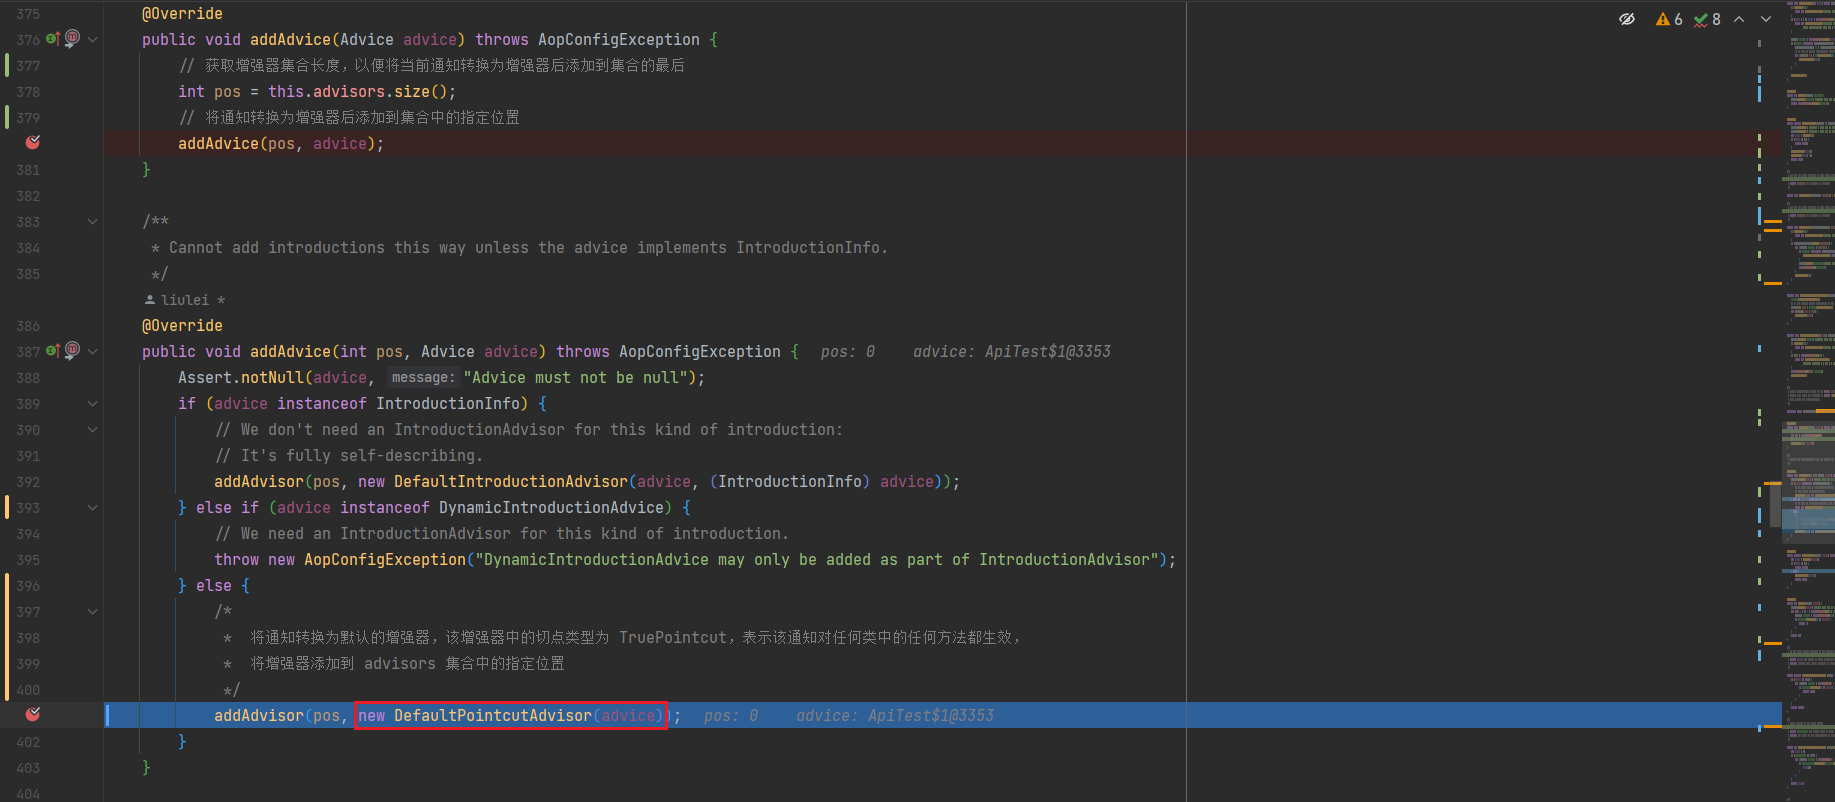 6 8
375 @Override
376 public void addAdvice(Advice advice) throws AopConfigException {
377 // 获取增强器集合长度，以便将当前通知转换为增强器后添加到集合的最后
378 int pos = this.advisors.size();
379 // 将通知转换为增强器后添加到集合中的指定位置
addAdvice(pos, advice);
381 }
382
383 /**
384 * Cannot add introductions this way unless the advice implements IntroductionInfo.
385 */
liulei *
386 @Override
387 public void addAdvice(int pos, Advice advice) throws AopConfigException { pos: 0 advice: ApiTest$1@3353
388 Assert.notNull(advice, message: "Advice must not be null");
389 if (advice instanceof IntroductionInfo) {
390 // We don't need an IntroductionAdvisor for this kind of introduction:
391 // It's fully self-describing.
392 addAdvisor(pos, new DefaultIntroductionAdvisor(advice, (IntroductionInfo) advice));
393 } else if (advice instanceof DynamicIntroductionAdvice) {
394 // We need an IntroductionAdvisor for this kind of introduction.
395 throw new AopConfigException("DynamicIntroductionAdvice may only be added as part of IntroductionAdvisor");
396 } else {
397 /*
398 * 将通知转换为默认的增强器，该增强器中的切点类型为 TruePointcut，表示该通知对任何类中的任何方法都生效，
399 * 将增强器添加到 advisors 集合中的指定位置
400 */
addAdvisor(pos, new DefaultPointcutAdvisor(advice)); pos: 0 advice: ApiTest$1@3353
402 }
403 }
404